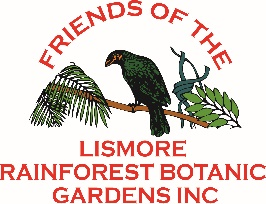 FRIENDS OF THE
LISMORE
RAINFOREST BOTANIC
GARDENS INC